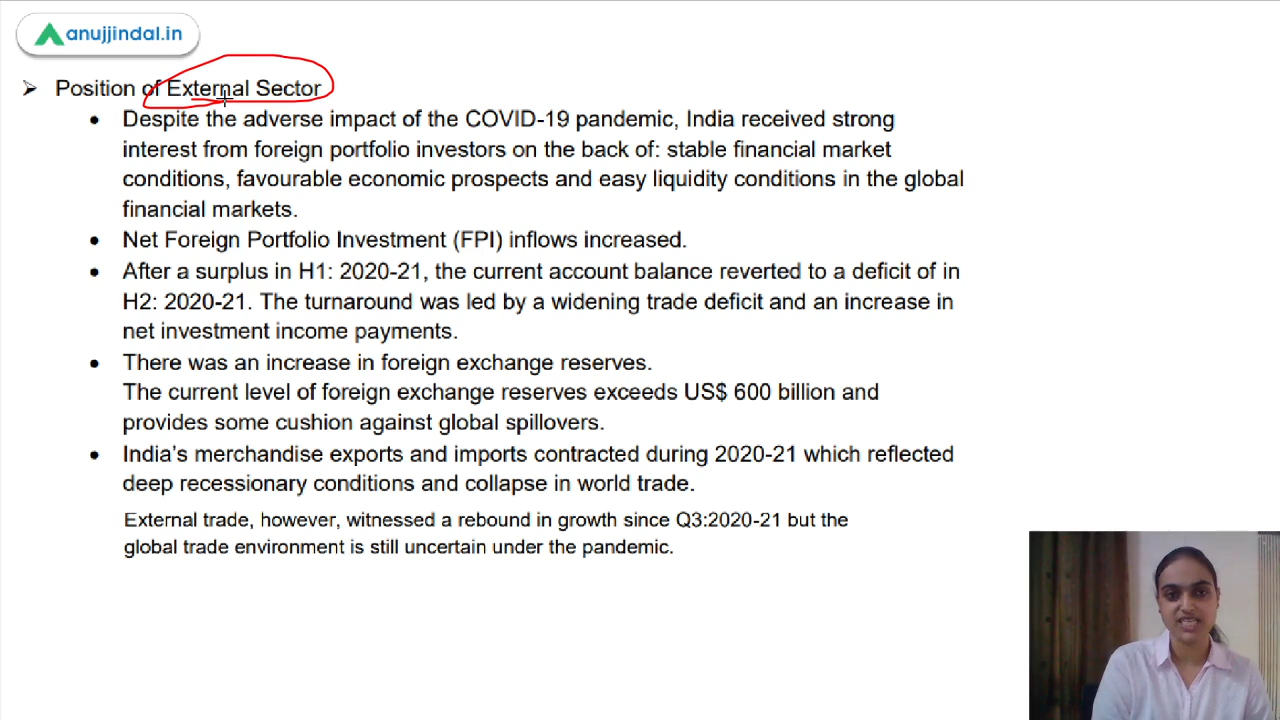 anujjindal.in
➤ Position of External Sector
• Despite the adverse impact of the COVID-19 pandemic, India received strong
interest from foreign portfolio investors on the back of: stable financial market
conditions, favourable economic prospects and easy liquidity conditions in the global
financial markets.
• Net Foreign Portfolio Investment (FPI) inflows increased.
• After a surplus in H1: 2020-21, the current account balance reverted to a deficit of in
H2: 2020-21. The turnaround was led by a widening trade deficit and an increase in
net investment income payments.
• There was an increase in foreign exchange reserves.
The current level of foreign exchange reserves exceeds US$ 600 billion and
provides some cushion against global spillovers.
• India’s merchandise exports and imports contracted during 2020-21 which reflected
deep recessionary conditions and collapse in world trade.
External trade, however, witnessed a rebound in growth since Q3:2020-21 but the
global trade environment is still uncertain under the pandemic.